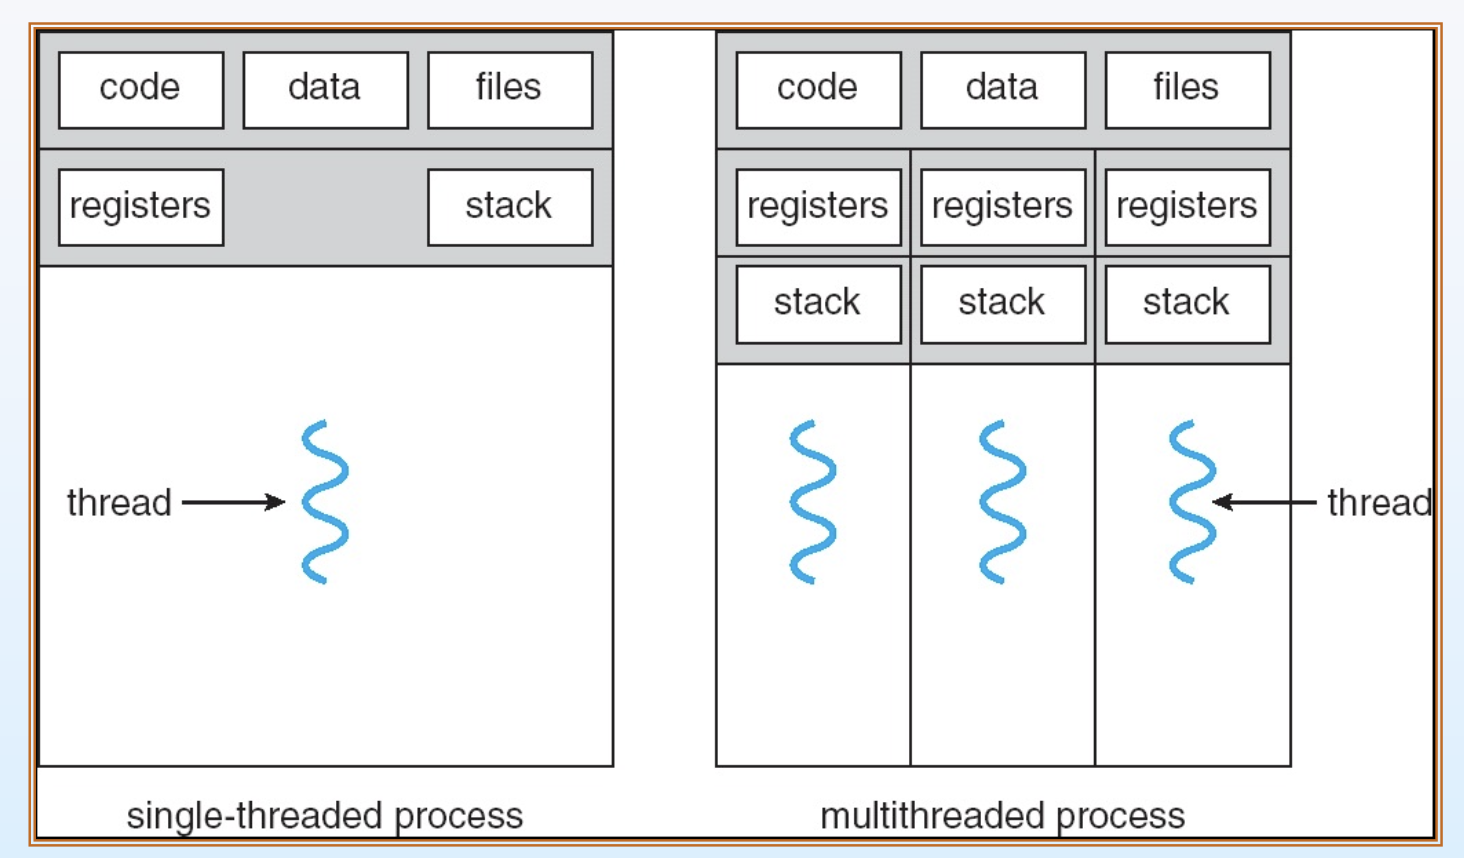 code data files
registers stack
thread
single-threaded process
code data files
registers registers registers
stack stack stack
thread
multithreaded process